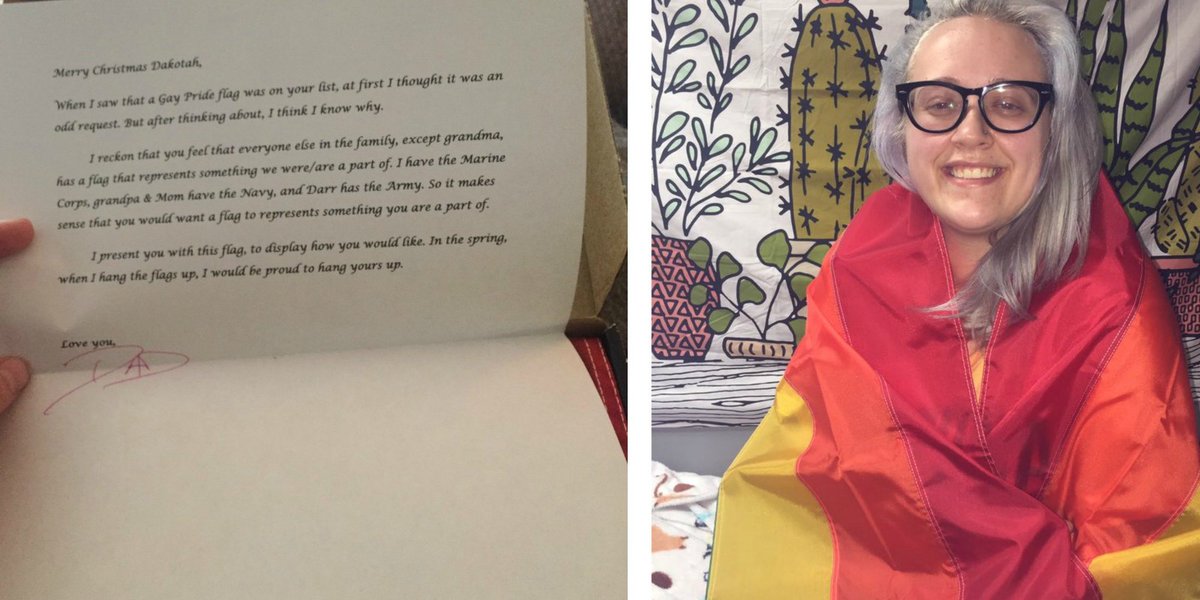 Merry Christmas Dakotah,
When I saw that a Gay Pride flag was on your list, at first I thought it was an
odd request. But after thinking about, I think I know why.
I reckon that you feel that everyone else in the family, except grandma,
has a flag that represents something we were/are a part of. I have the Marine
Corps, grandpa & Mom have the Navy, and Darr has the Army. So it makes
sense that you would want a flag to represents something you are a part of.
I present you with this flag, to display how you would like. In the spring,
when I hang the flags up, I would be proud to hang yours up.
Love you,
DAD